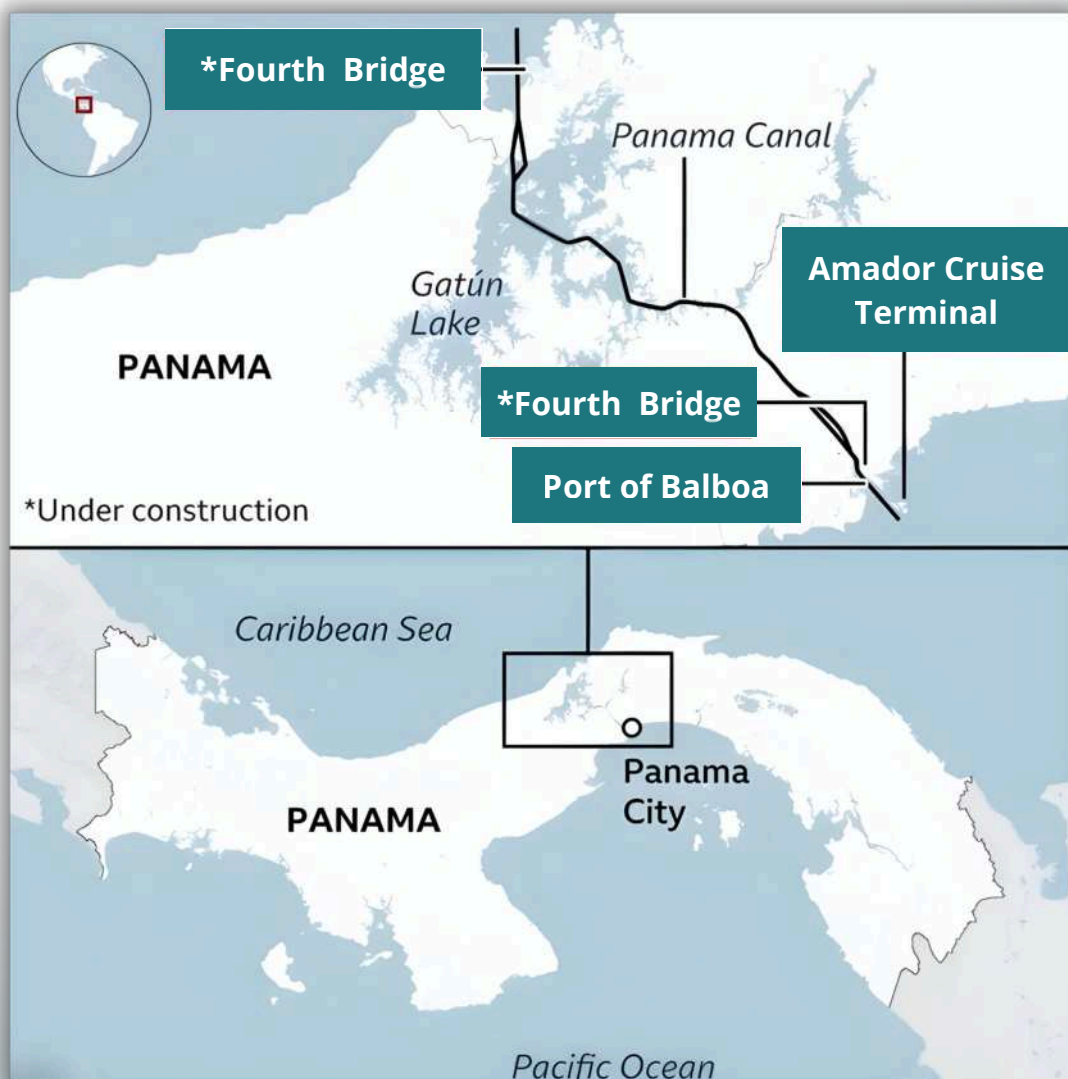 *Fourth Bridge
Panama Canal
Amador Cruise
Terminal
Gatún
Lake
PANAMA
*Fourth Bridge
Port of Balboa
*Under construction
Caribbean Sea
Panama
City
PANAMA
Pacific Ocean